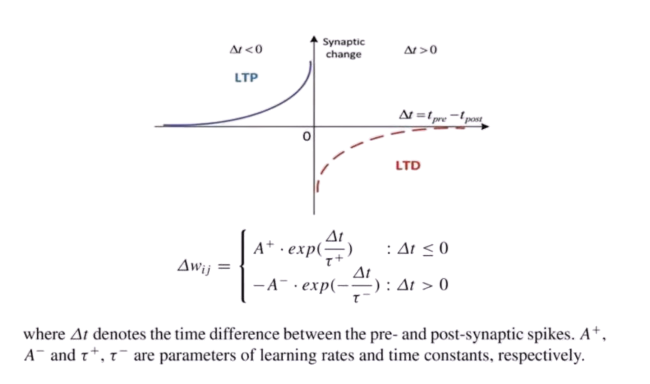 Δt<0
Synaptic change
Δt>0
LTP
Δt = t_pre − t_post
0
LTD
Δw_ij = { A⁺ · exp(Δt/τ⁺) : Δt ≤ 0
−A⁻ · exp(−Δt/τ⁻) : Δt > 0
where Δt denotes the time difference between the pre- and post-synaptic spikes. A⁺,
A⁻ and τ⁺, τ⁻ are parameters of learning rates and time constants, respectively.